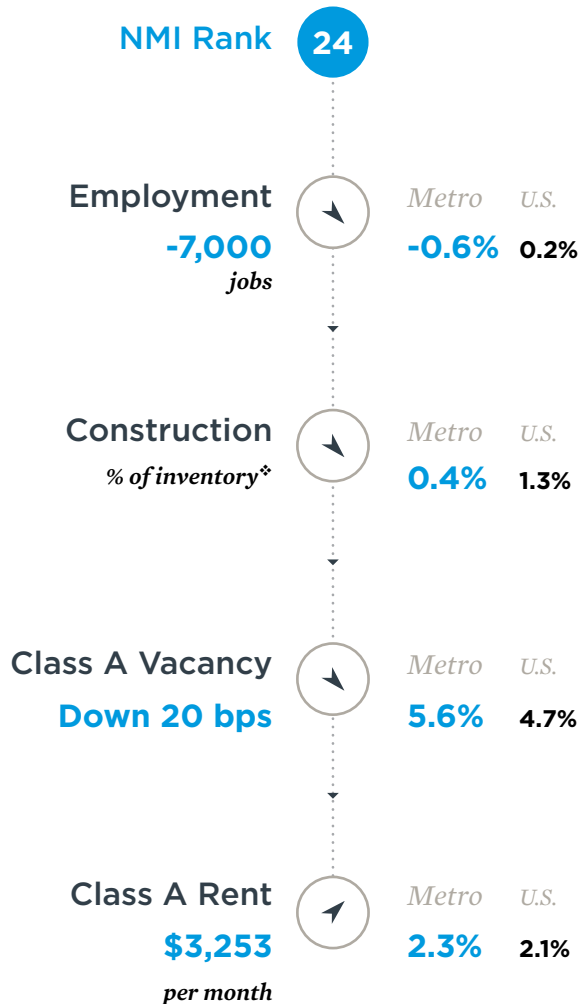 NMI Rank 24
Employment Metro U.S.
-7,000 -0.6% 0.2%
jobs
Construction Metro U.S.
% of inventory❖ 0.4% 1.3%
Class A Vacancy Metro U.S.
Down 20 bps 5.6% 4.7%
Class A Rent Metro U.S.
$3,253 2.3% 2.1%
per month